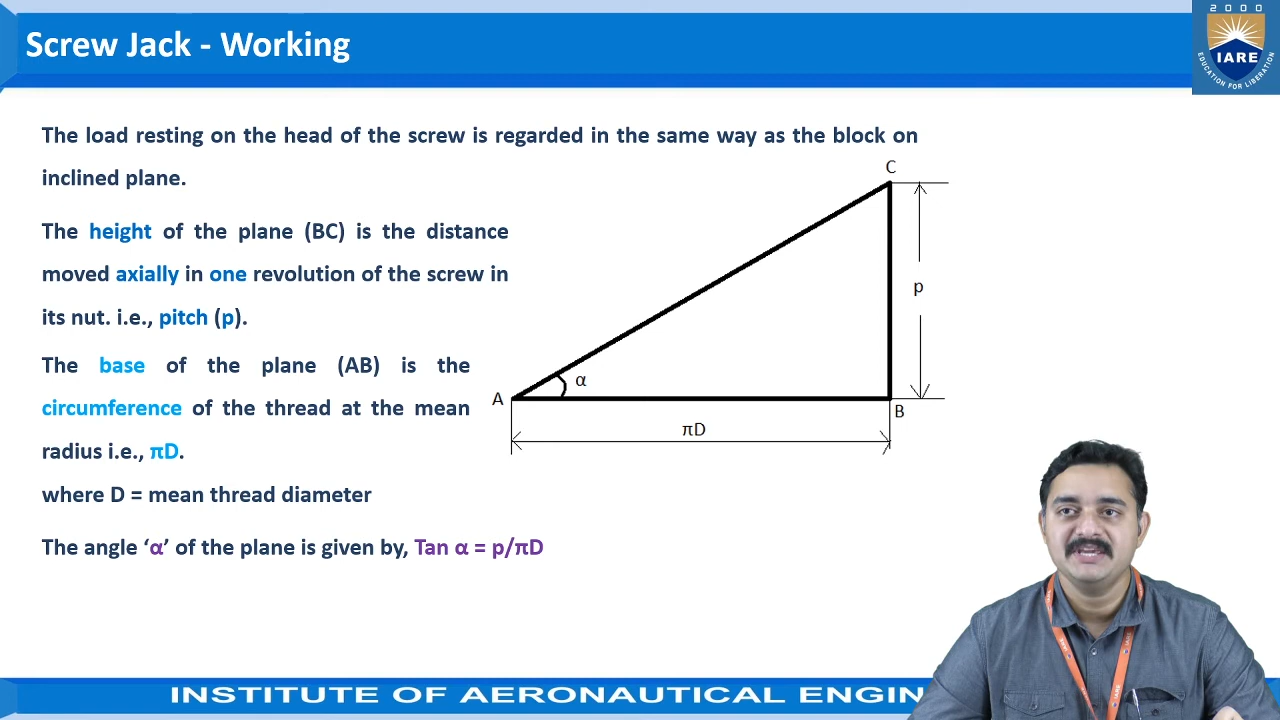 2000
Screw Jack - Working
IARE
EDUCATION FOR LIBERATION
The load resting on the head of the screw is regarded in the same way as the block on
inclined plane.
The height of the plane (BC) is the distance
moved axially in one revolution of the screw in
its nut. i.e., pitch (p).
The base of the plane (AB) is the
circumference of the thread at the mean
radius i.e., πD.
where D = mean thread diameter
The angle ‘α’ of the plane is given by, Tan α = p/πD
C
p
α
A
B
πD
INSTITUTE OF AERONAUTICAL ENGIN